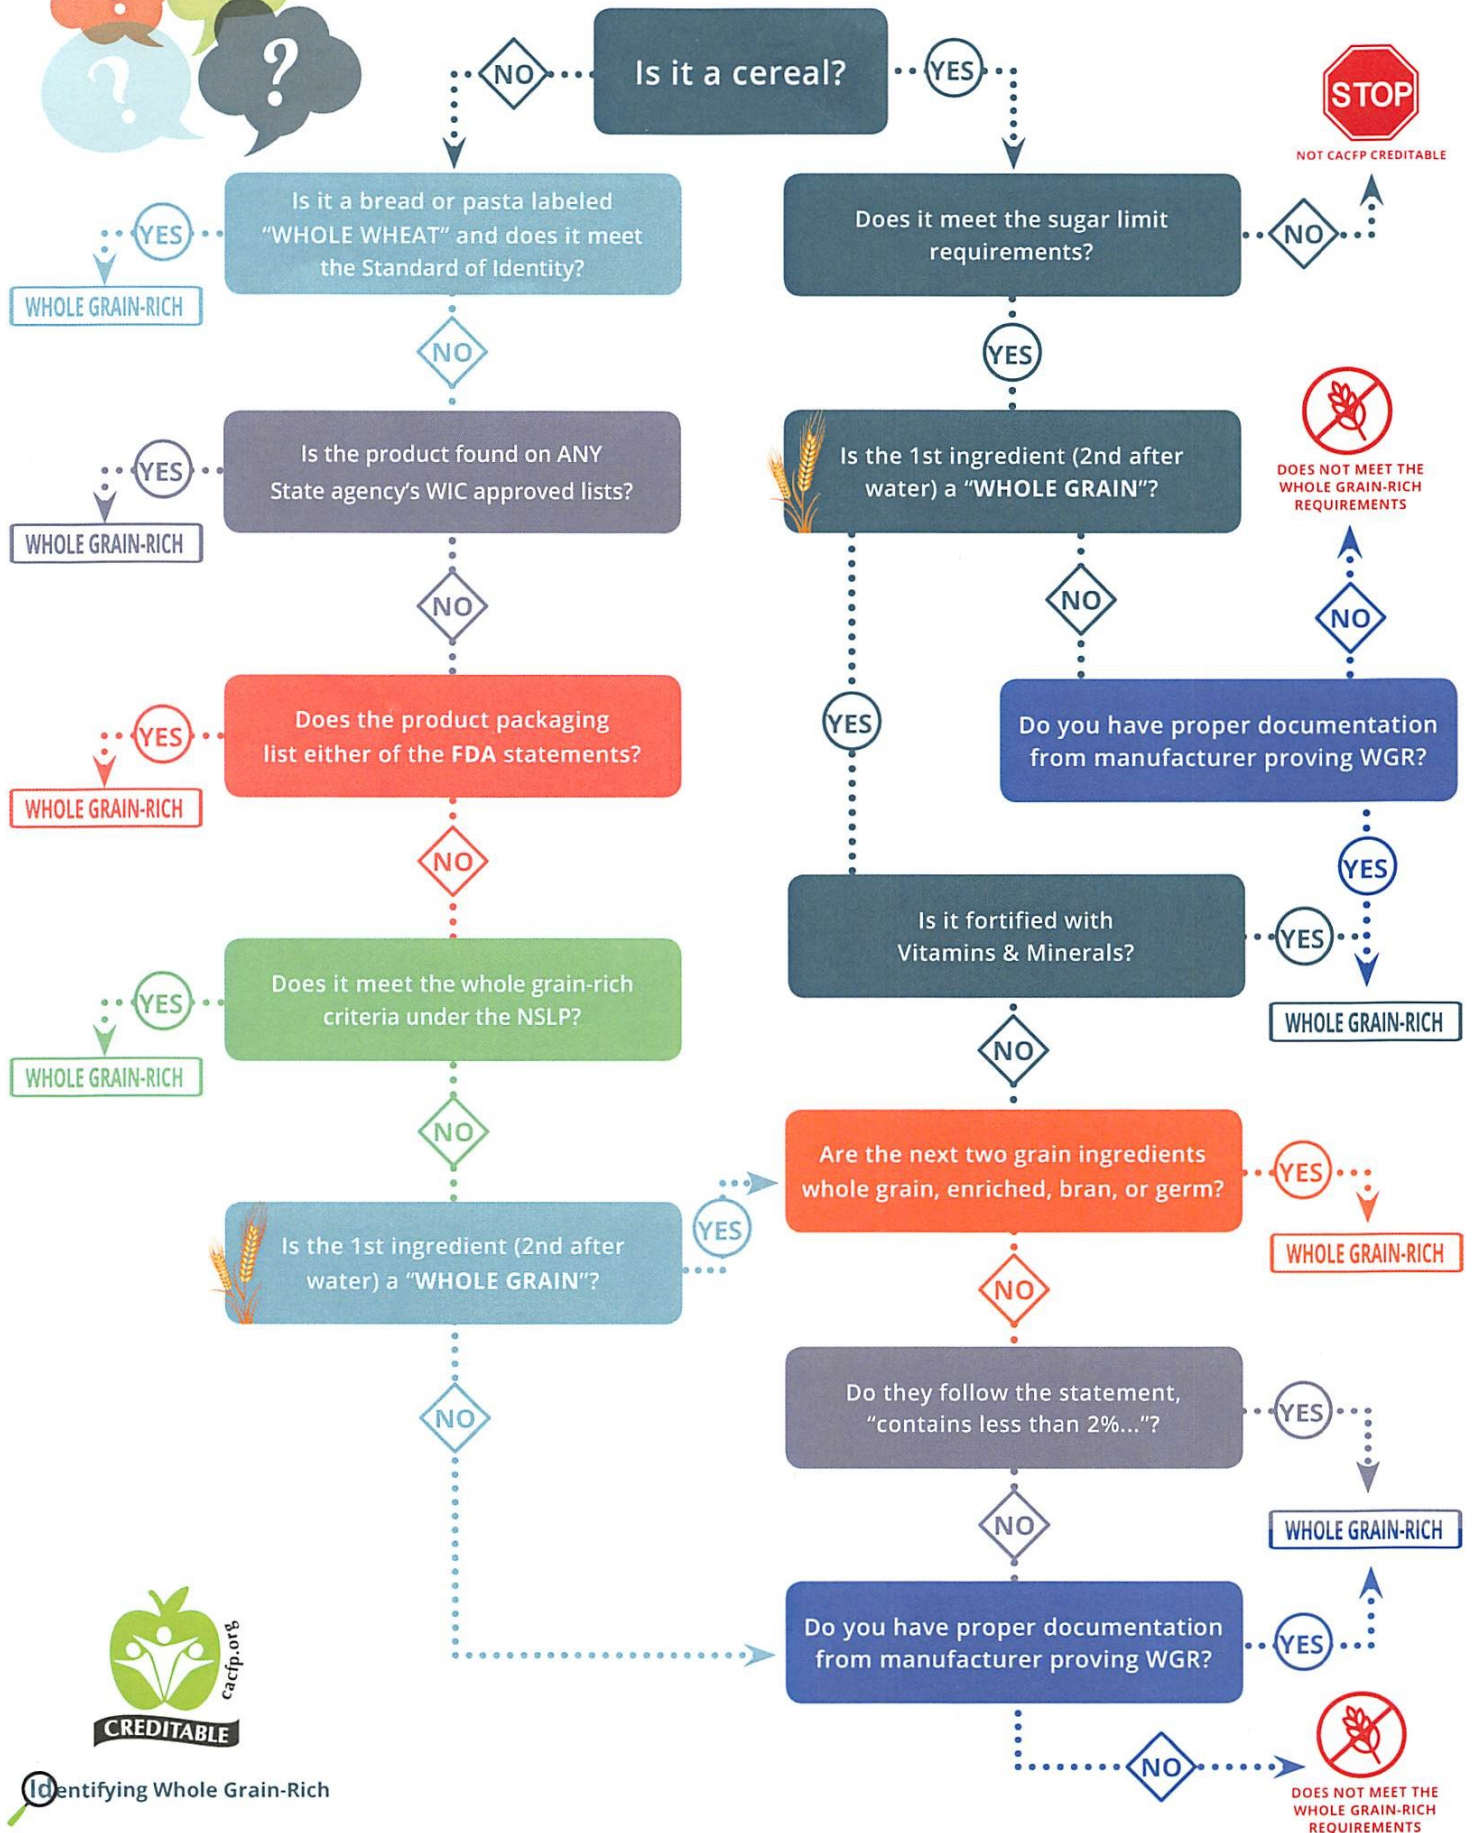 ?
?
Is it a cereal?
NO
YES
STOP
NOT CACFP CREDITABLE
Is it a bread or pasta labeled
“WHOLE WHEAT” and does it meet
the Standard of Identity?
YES
WHOLE GRAIN-RICH
NO
Does it meet the sugar limit
requirements?
NO
YES
Is the product found on ANY
State agency’s WIC approved lists?
YES
WHOLE GRAIN-RICH
NO
Is the 1st ingredient (2nd after
water) a “WHOLE GRAIN”?
DOES NOT MEET THE
WHOLE GRAIN-RICH
REQUIREMENTS
NO
NO
YES
Does the product packaging
list either of the FDA statements?
YES
WHOLE GRAIN-RICH
NO
Do you have proper documentation
from manufacturer proving WGR?
YES
Does it meet the whole grain-rich
criteria under the NSLP?
YES
WHOLE GRAIN-RICH
NO
Is it fortified with
Vitamins & Minerals?
YES
WHOLE GRAIN-RICH
NO
Is the 1st ingredient (2nd after
water) a “WHOLE GRAIN”?
YES
NO
Are the next two grain ingredients
whole grain, enriched, bran, or germ?
YES
WHOLE GRAIN-RICH
NO
Do they follow the statement,
“contains less than 2%...”?
YES
WHOLE GRAIN-RICH
NO
Do you have proper documentation
from manufacturer proving WGR?
YES
NO
DOES NOT MEET THE
WHOLE GRAIN-RICH
REQUIREMENTS
cacfp.org
CREDITABLE
Identifying Whole Grain-Rich